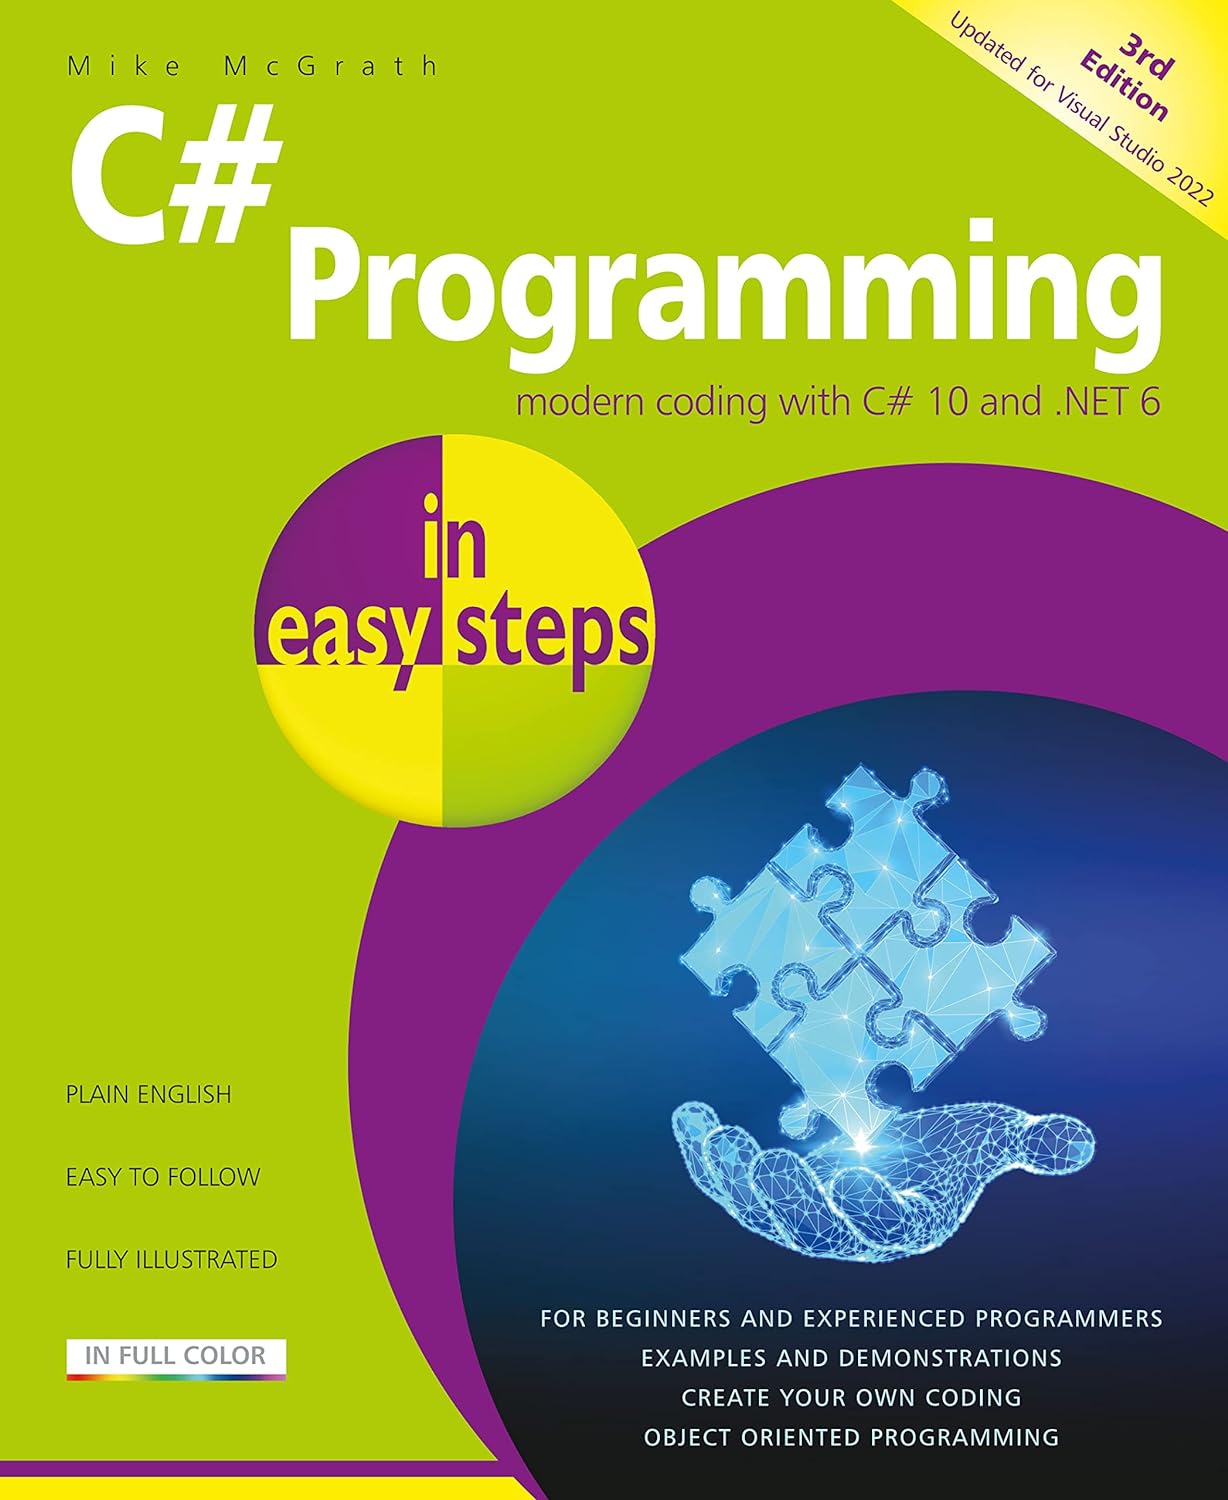 Mike McGrath
3rd
Edition
Updated for Visual Studio 2022
C#
Programming
modern coding with C# 10 and .NET 6
in
easy steps
PLAIN ENGLISH
EASY TO FOLLOW
FULLY ILLUSTRATED
IN FULL COLOR
FOR BEGINNERS AND EXPERIENCED PROGRAMMERS
EXAMPLES AND DEMONSTRATIONS
CREATE YOUR OWN CODING
OBJECT ORIENTED PROGRAMMING